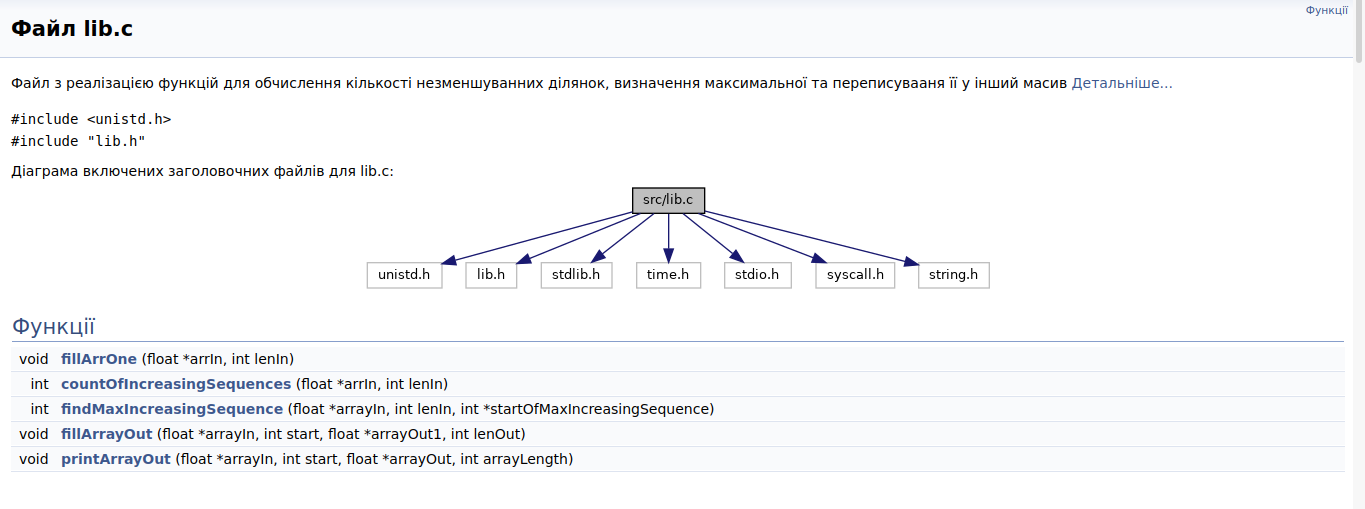 Функції
Файл lib.c
Файл з реалізацією функцій для обчислення кількості незменшуванних ділянок, визначення максимальної та переписувааня її у інший масив Детальніше...
#include <unistd.h>
#include "lib.h"
Діаграма включених заголовочних файлів для lib.c:
src/lib.c
unistd.h lib.h stdlib.h time.h stdio.h syscall.h string.h
Функції
void fillArrOne (float *arrIn, int lenIn)
int countOfIncreasingSequences (float *arrIn, int lenIn)
int findMaxIncreasingSequence (float *arrayIn, int lenIn, int *startOfMaxIncreasingSequence)
void fillArrayOut (float *arrayIn, int start, float *arrayOut1, int lenOut)
void printArrayOut (float *arrayIn, int start, float *arrayOut, int arrayLength)